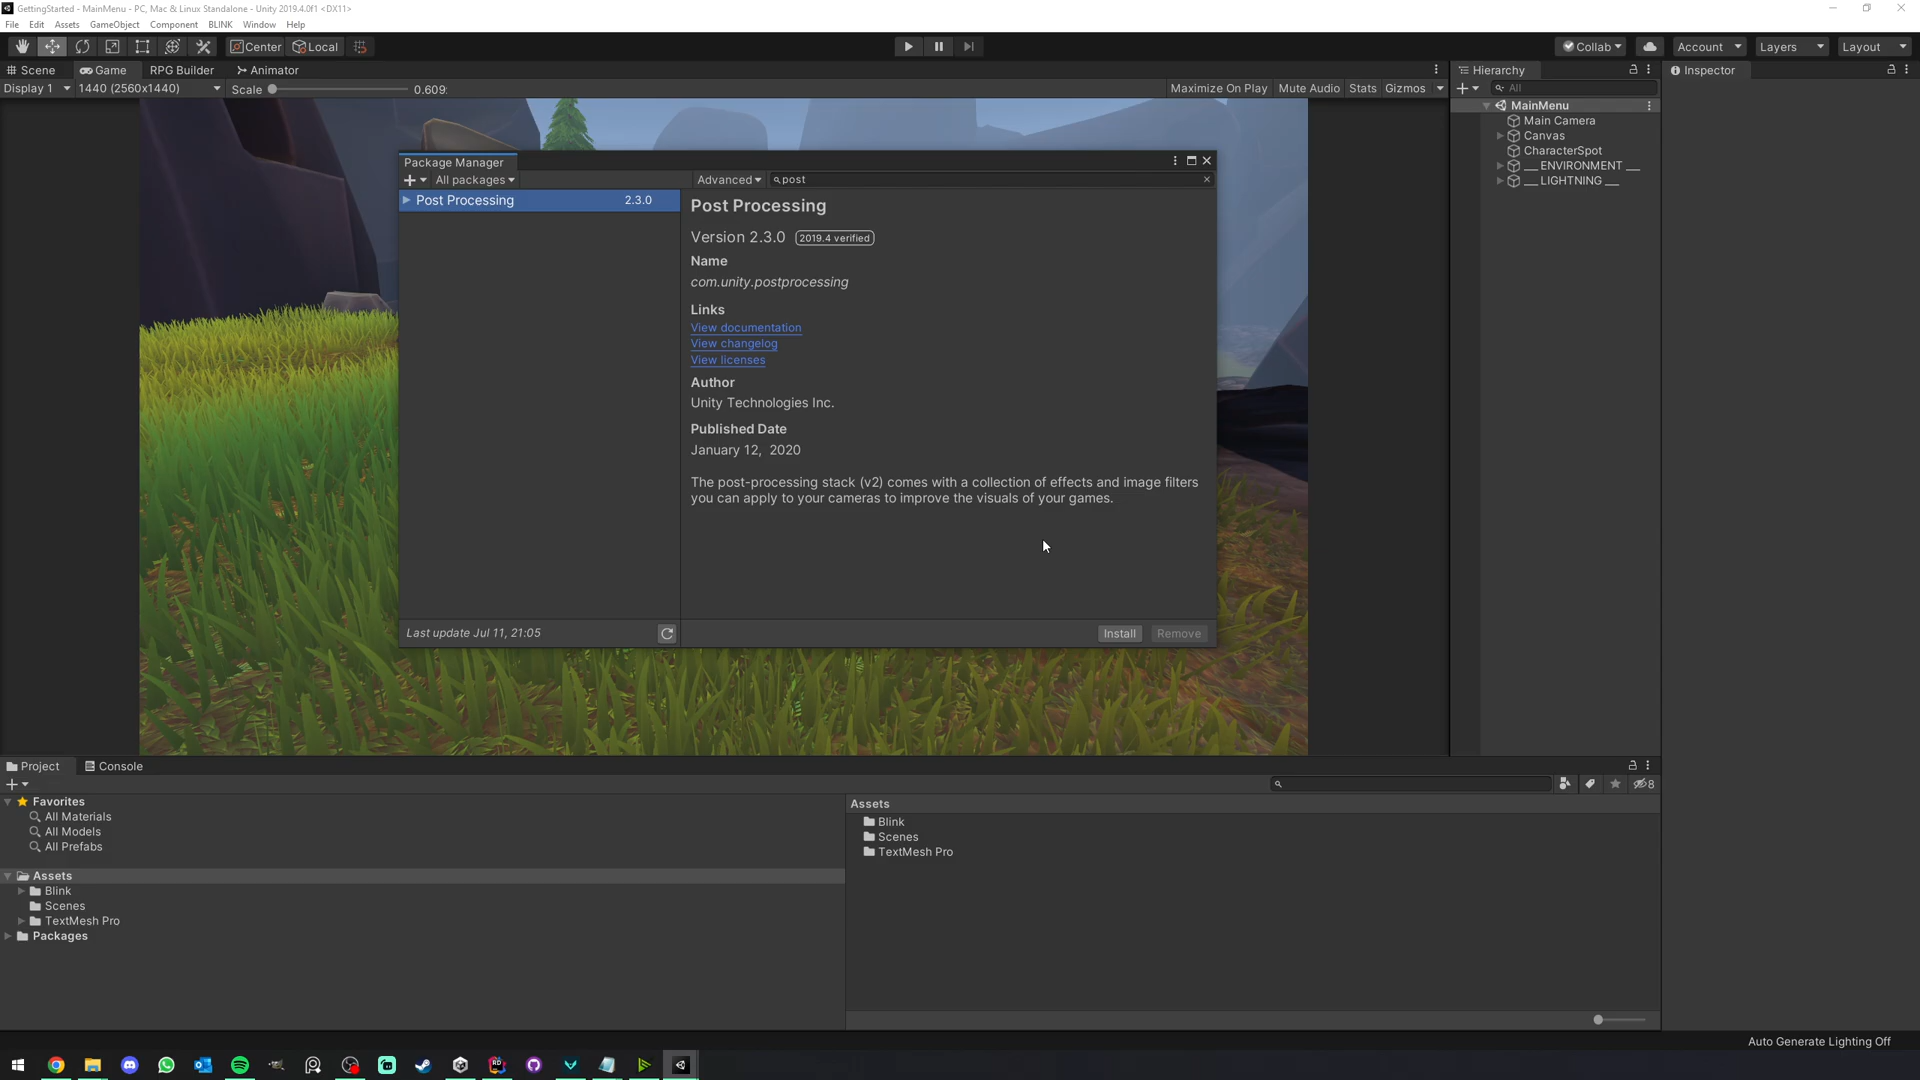 GettingStarted - MainMenu - PC, Mac & Linux Standalone - Unity 2019.4.0f1 <DX11>
File Edit Assets GameObject Component BLINK Window Help
Center Local Collab Account Layers Layout
Scene Game RPG Builder Animator
Display 1 1440 (2560x1440) Scale 0.609: Maximize On Play Mute Audio Stats Gizmos
Hierarchy
All
MainMenu
Main Camera
Canvas
CharacterSpot
__ ENVIRONMENT __
__ LIGHTNING __
Inspector
Package Manager
All packages Advanced post
Post Processing 2.3.0
Post Processing
Version 2.3.0 2019.4 verified
Name
com.unity.postprocessing
Links
View documentation
View changelog
View licenses
Author
Unity Technologies Inc.
Published Date
January 12, 2020
The post-processing stack (v2) comes with a collection of effects and image filters
you can apply to your cameras to improve the visuals of your games.
Last update Jul 11, 21:05
Install Remove
Project Console
8
Favorites
All Materials
All Models
All Prefabs
Assets
Blink
Scenes
TextMesh Pro
Packages
Assets
Blink
Scenes
TextMesh Pro
Auto Generate Lighting Off